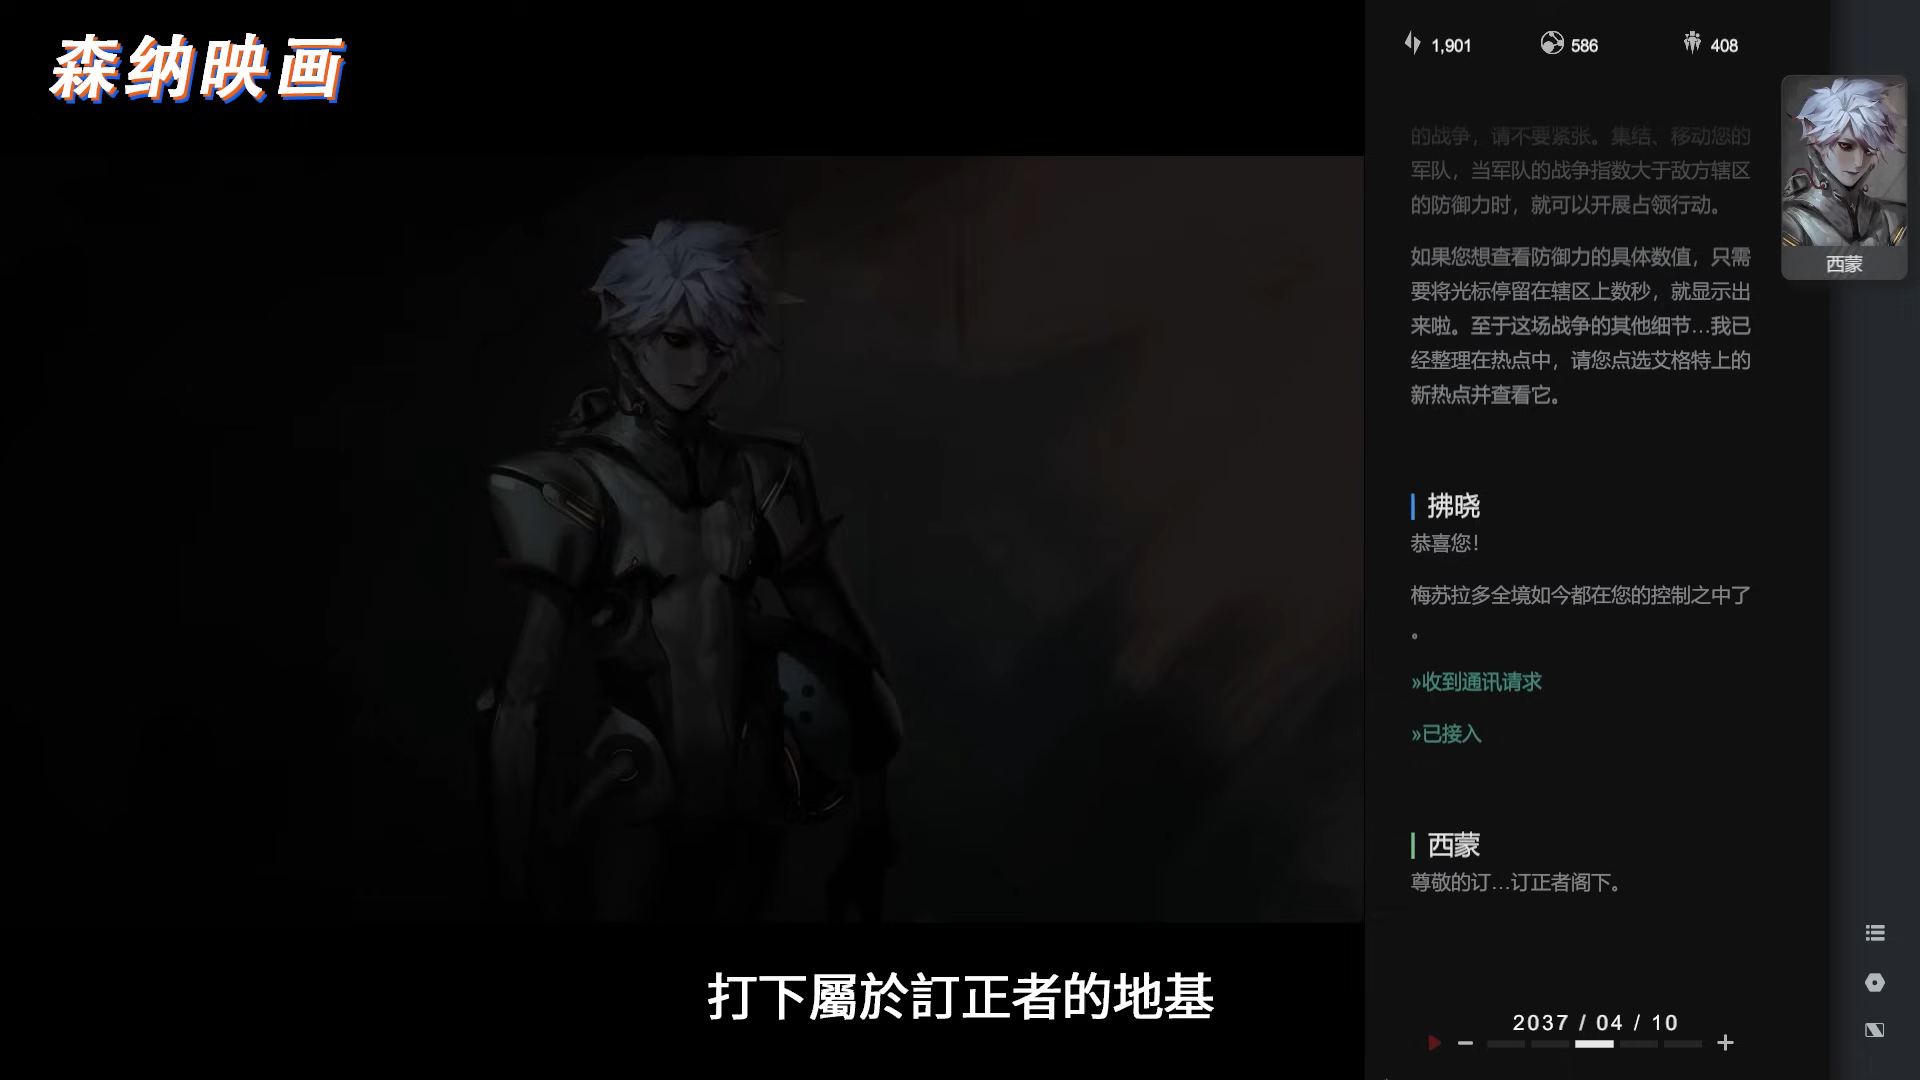 森纳映画
1,901
586
408
的战争，请不要紧张。集结、移动您的
军队，当军队的战争指数大于敌方辖区
的防御力时，就可以开展占领行动。
如果您想查看防御力的具体数值，只需
要将光标停留在辖区上数秒，就显示出
来啦。至于这场战争的其他细节…我已
经整理在热点中，请您点选艾格特上的
新热点并查看它。
西蒙
拂晓
恭喜您！
梅苏拉多全境如今都在您的控制之中了
。
»收到通讯请求
»已接入
西蒙
尊敬的订…订正者阁下。
打下屬於訂正者的地基
2037 / 04 / 10